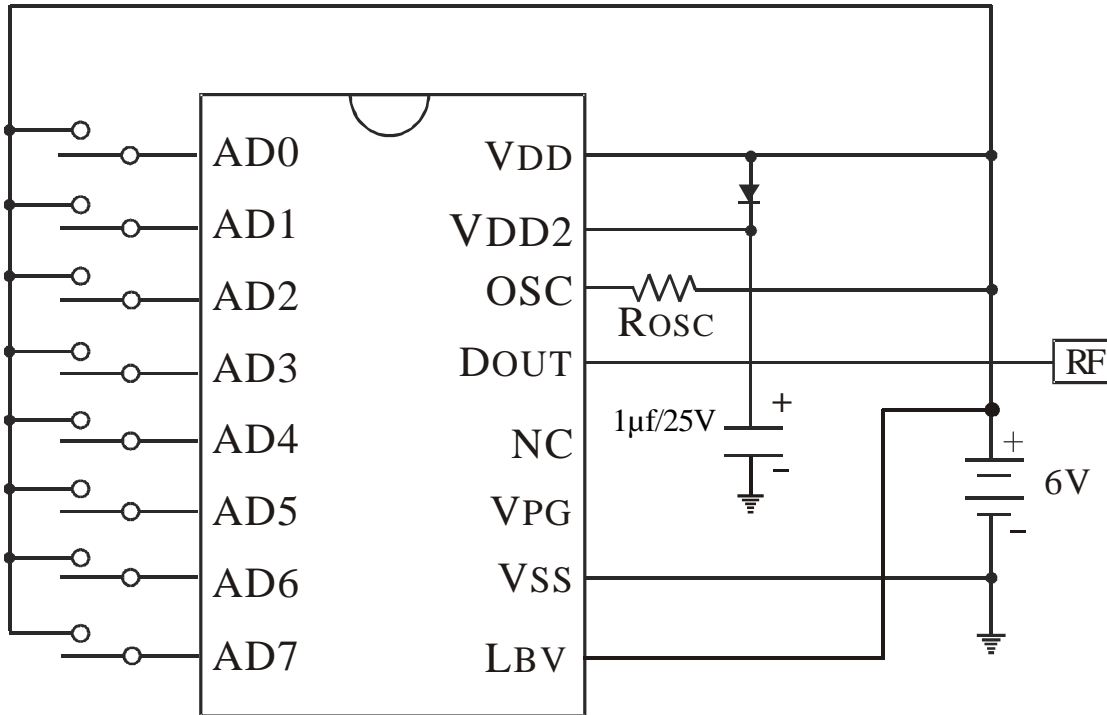 AD0
AD1
AD2
AD3
AD4
AD5
AD6
AD7
VDD
VDD2
OSC
ROSC
DOUT
RF
NC
1µf/25V
+
-
VPG
VSS
LBV
+
6V
-